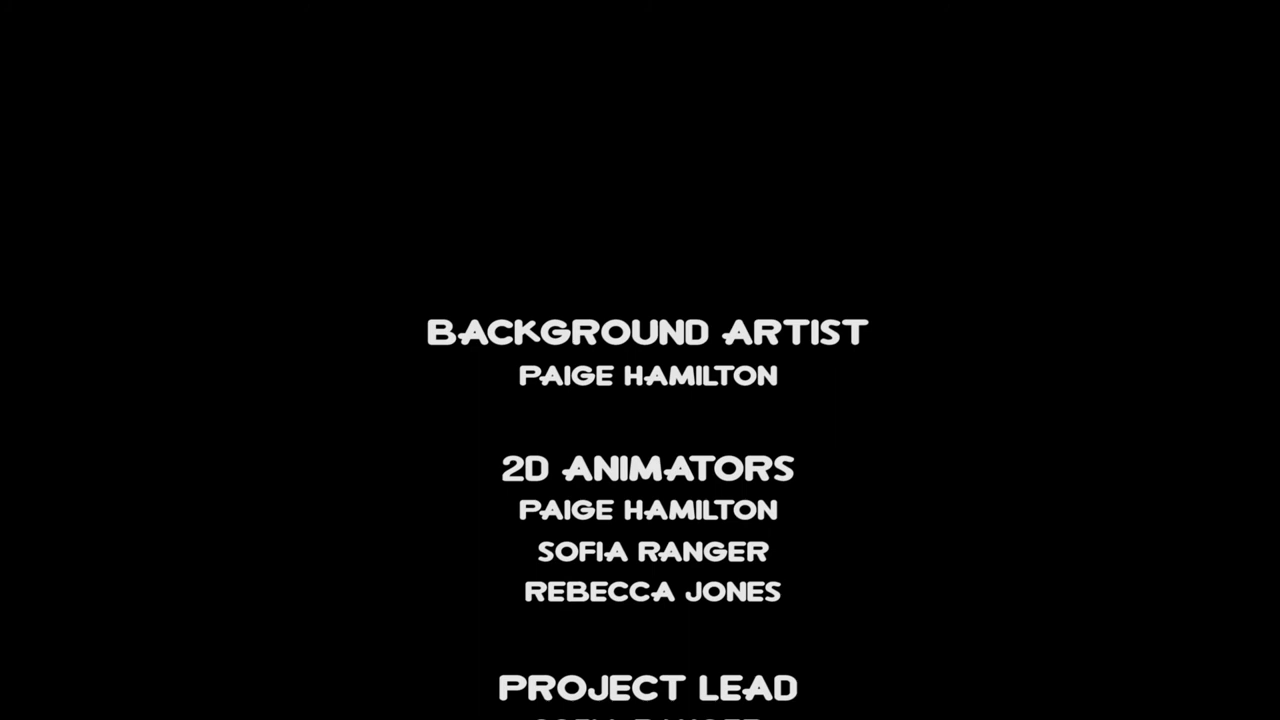 BACKGROUND ARTIST
PAIGE HAMILTON
2D ANIMATORS
PAIGE HAMILTON
SOFIA RANGER
REBECCA JONES
PROJECT LEAD